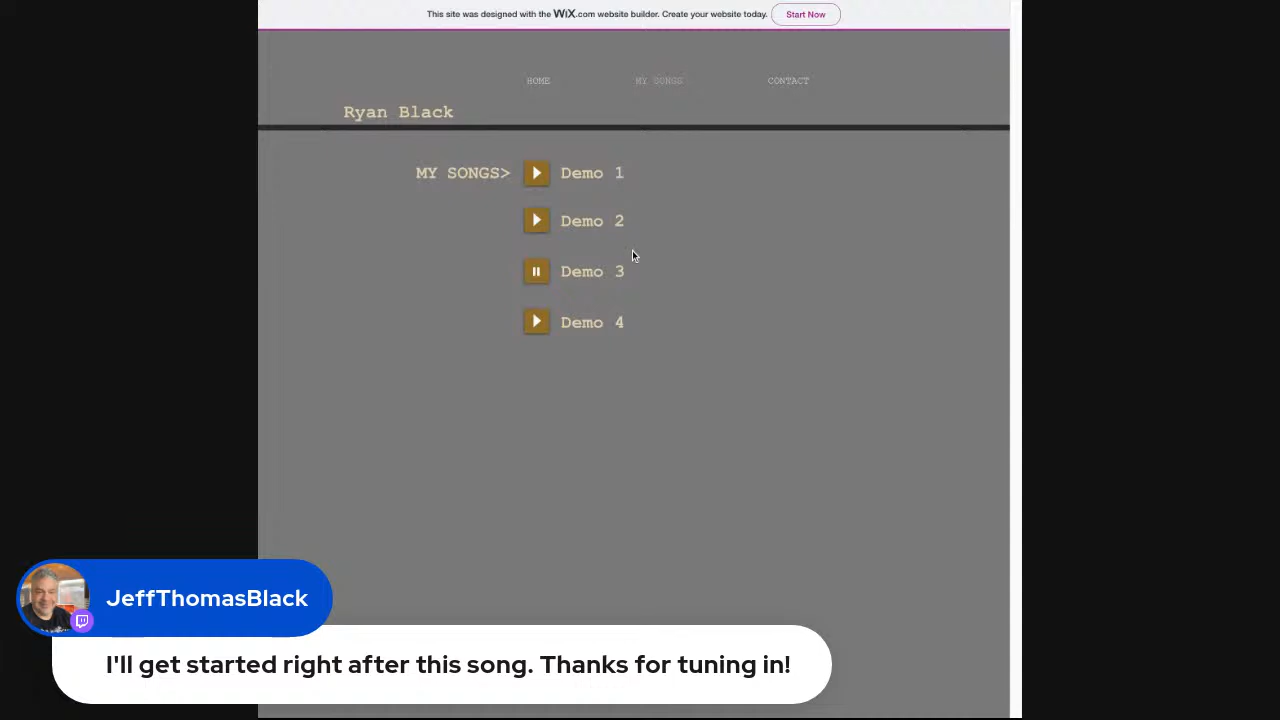 This site was designed with the WiX.com website builder. Create your website today. Start Now
HOME MY SONGS CONTACT
Ryan Black
MY SONGS> Demo 1
Demo 2
Demo 3
Demo 4
JeffThomasBlack
I'll get started right after this song. Thanks for tuning in!